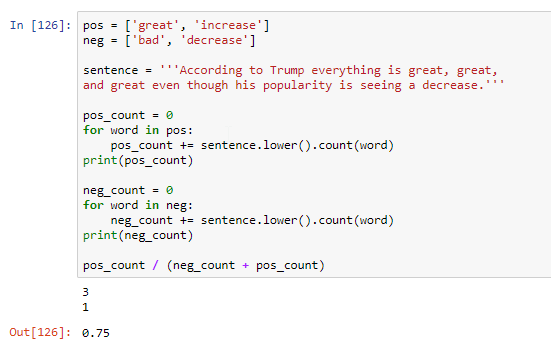 In [126]: pos = ['great', 'increase']
neg = ['bad', 'decrease']
sentence = '''According to Trump everything is great, great,
and great even though his popularity is seeing a decrease.'''
pos_count = 0
for word in pos:
    pos_count += sentence.lower().count(word)
print(pos_count)
neg_count = 0
for word in neg:
    neg_count += sentence.lower().count(word)
print(neg_count)
pos_count / (neg_count + pos_count)
3
1
Out[126]: 0.75